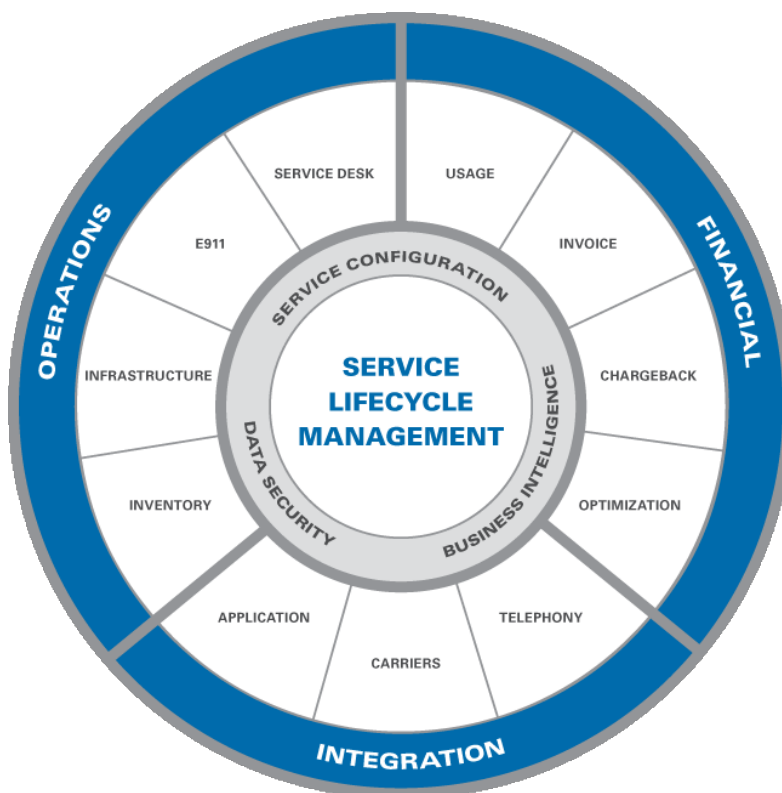 SERVICE DESK
USAGE
E911
INVOICE
OPERATIONS
FINANCIAL
SERVICE CONFIGURATION
INFRASTRUCTURE
CHARGEBACK
SERVICE
LIFECYCLE
MANAGEMENT
DATA SECURITY
BUSINESS INTELLIGENCE
INVENTORY
OPTIMIZATION
APPLICATION
TELEPHONY
CARRIERS
INTEGRATION